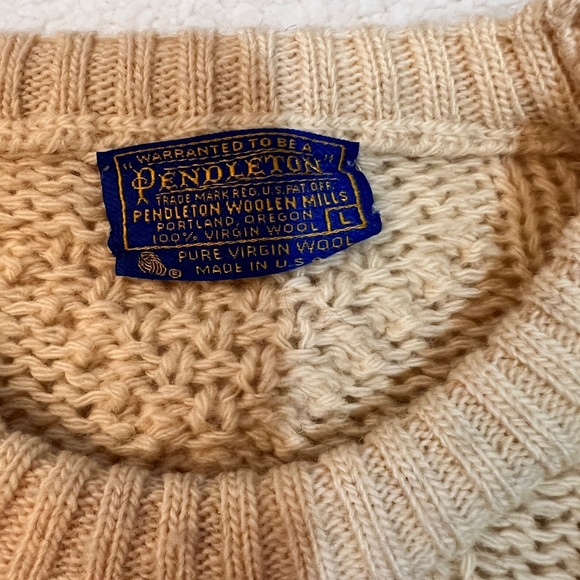 "WARRANTED TO BE A
PENDLETON"
TRADE MARK REG. U.S. PAT. OFF.
PENDLETON WOOLEN MILLS
PORTLAND, OREGON
100% VIRGIN WOOL
L
PURE VIRGIN WOOL
®
MADE IN U.S